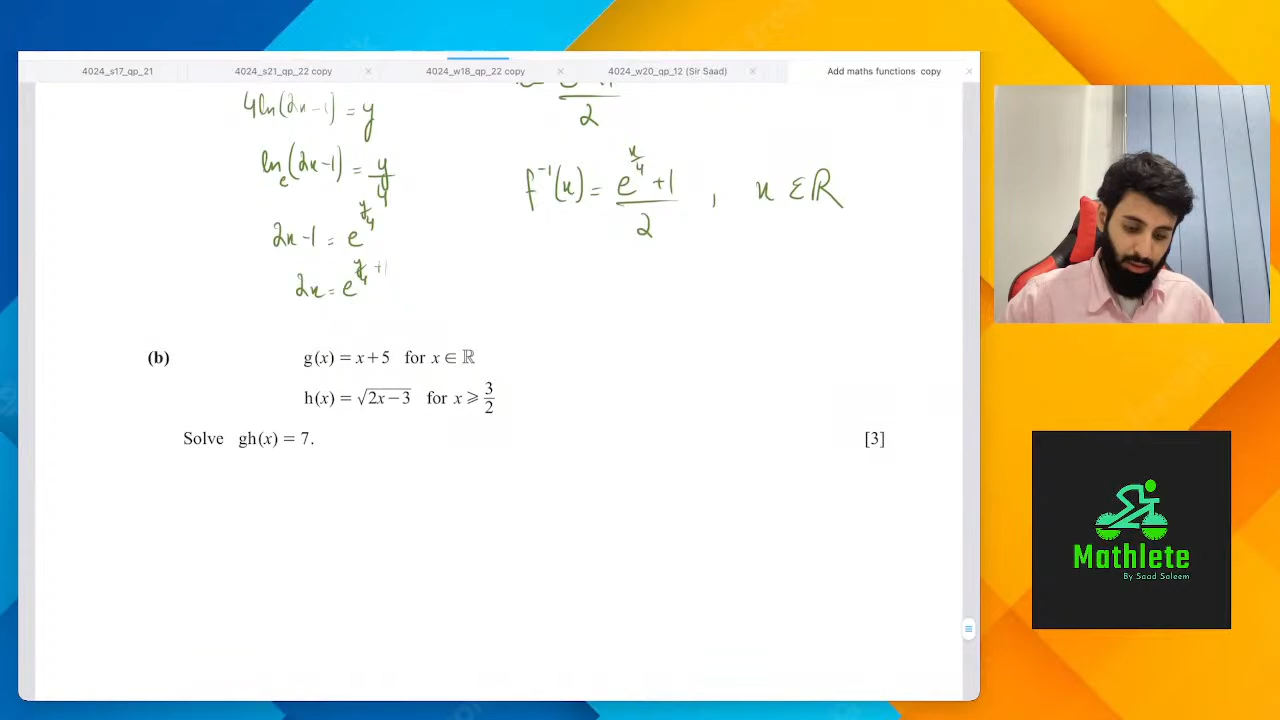 4024_s17_qp_21
4024_s21_qp_22 copy
4024_w18_qp_22 copy
4024_w20_qp_12 (Sir Saad)
Add maths functions copy
4ln(2x-1) = y
2
ln_e(2x-1) = y/4
f⁻¹(x) = (e^(x/4) + 1)/2 , x ∈ ℝ
2x-1 = e^(y/4)
2x = e^(y/4) + 1
(b) g(x) = x+5 for x ∈ ℝ
h(x) = √(2x−3) for x ⩾ 3/2
Solve gh(x) = 7. [3]
Mathlete
By Saad Saleem